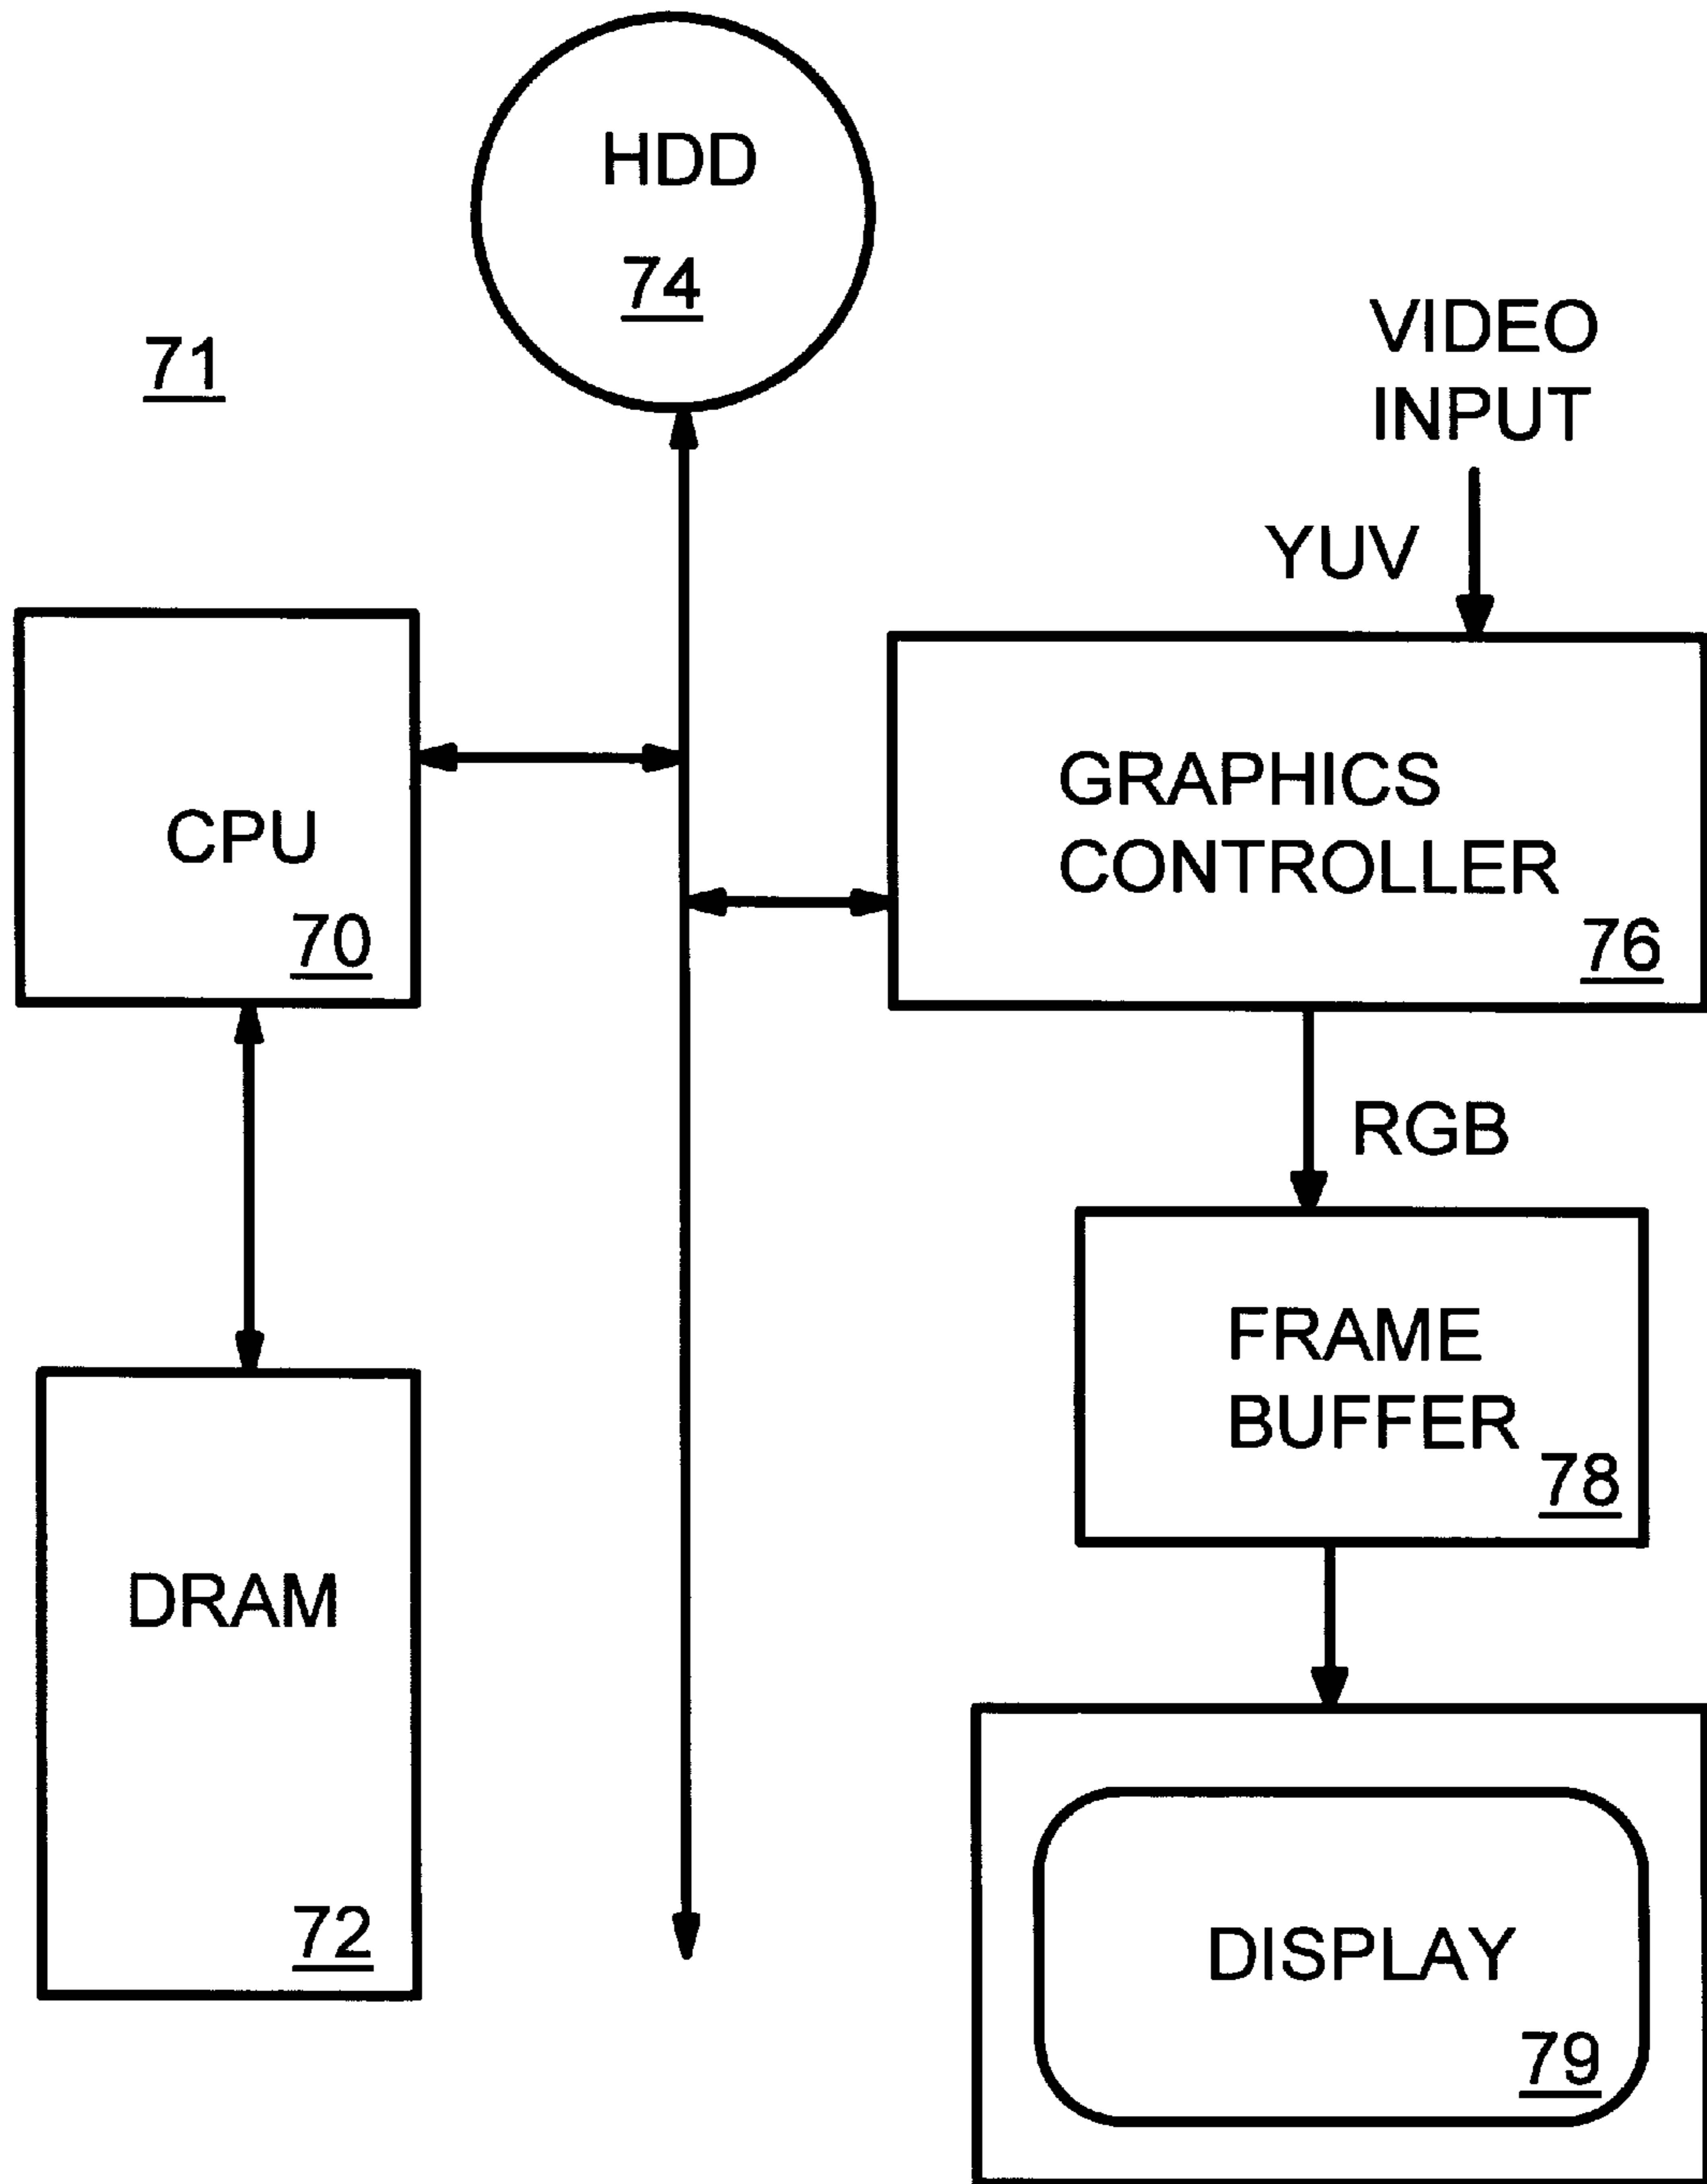 HDD
74
71
VIDEO
INPUT
YUV
CPU
70
GRAPHICS
CONTROLLER
76
RGB
FRAME
BUFFER
78
DRAM
72
DISPLAY
79